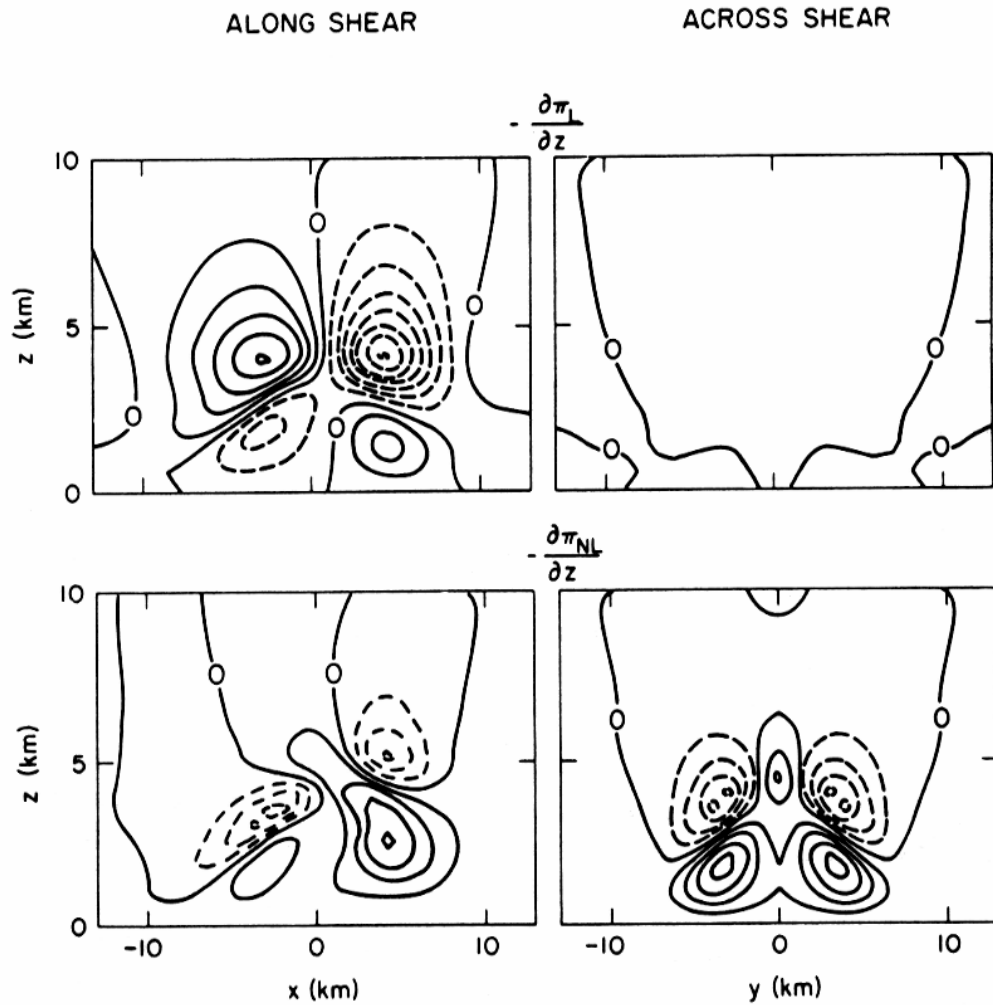 ALONG SHEAR ACROSS SHEAR
- ∂π_L/∂z
10 0 0 5 0 0 0
z (km)
0 0 0 0
- ∂π_NL/∂z
10 0 0 5 0 0 0
z (km)
-10 0 10 -10 0 10
x (km) y (km)